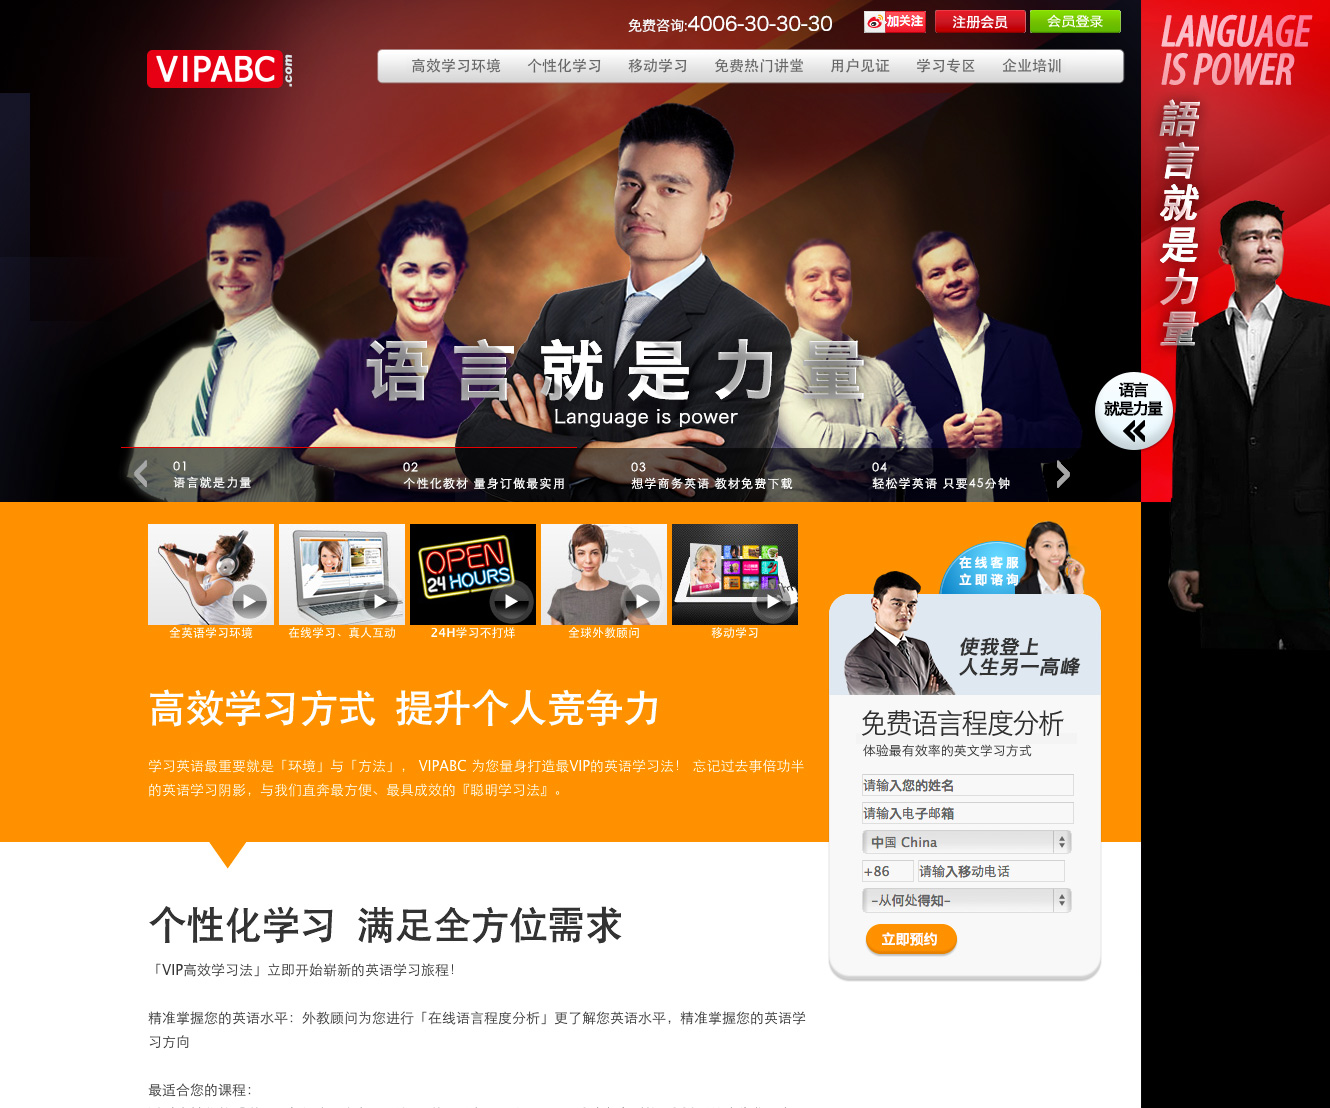 免费咨询:4006-30-30-30
加关注
注册会员
会员登录
VIPABC.com
高效学习环境 个性化学习 移动学习 免费热门讲堂 用户见证 学习专区 企业培训
LANGUAGE
IS POWER
語言就是力量
语言就是力量
Language is power
语言
就是力量
01
语言就是力量
02
个性化教材 量身订做最实用
03
想学商务英语 教材免费下载
04
轻松学英语 只要45分钟
OPEN
24 HOURS
全英语学习环境
在线学习、真人互动
24H学习不打烊
全球外教顾问
移动学习
在线客服
立即谘询
使我登上
人生另一高峰
高效学习方式 提升个人竞争力
学习英语最重要就是「环境」与「方法」，VIPABC 为您量身打造最VIP的英语学习法！ 忘记过去事倍功半
的英语学习阴影，与我们直奔最方便、最具成效的『聪明学习法』。
免费语言程度分析
体验最有效率的英文学习方式
请输入您的姓名
请输入电子邮箱
中国 China
+86 请输入移动电话
-从何处得知-
立即预约
个性化学习 满足全方位需求
「VIP高效学习法」立即开始崭新的英语学习旅程！
精准掌握您的英语水平：外教顾问为您进行「在线语言程度分析」更了解您英语水平，精准掌握您的英语学
习方向
最适合您的课程：